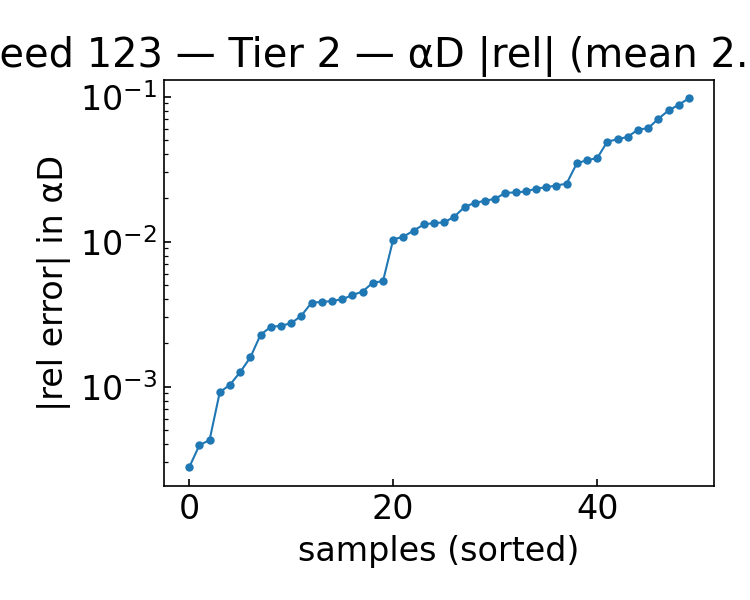 eed 123 — Tier 2 — αD |rel| (mean 2.
10⁻¹
10⁻²
10⁻³
|rel error| in αD
0 20 40
samples (sorted)